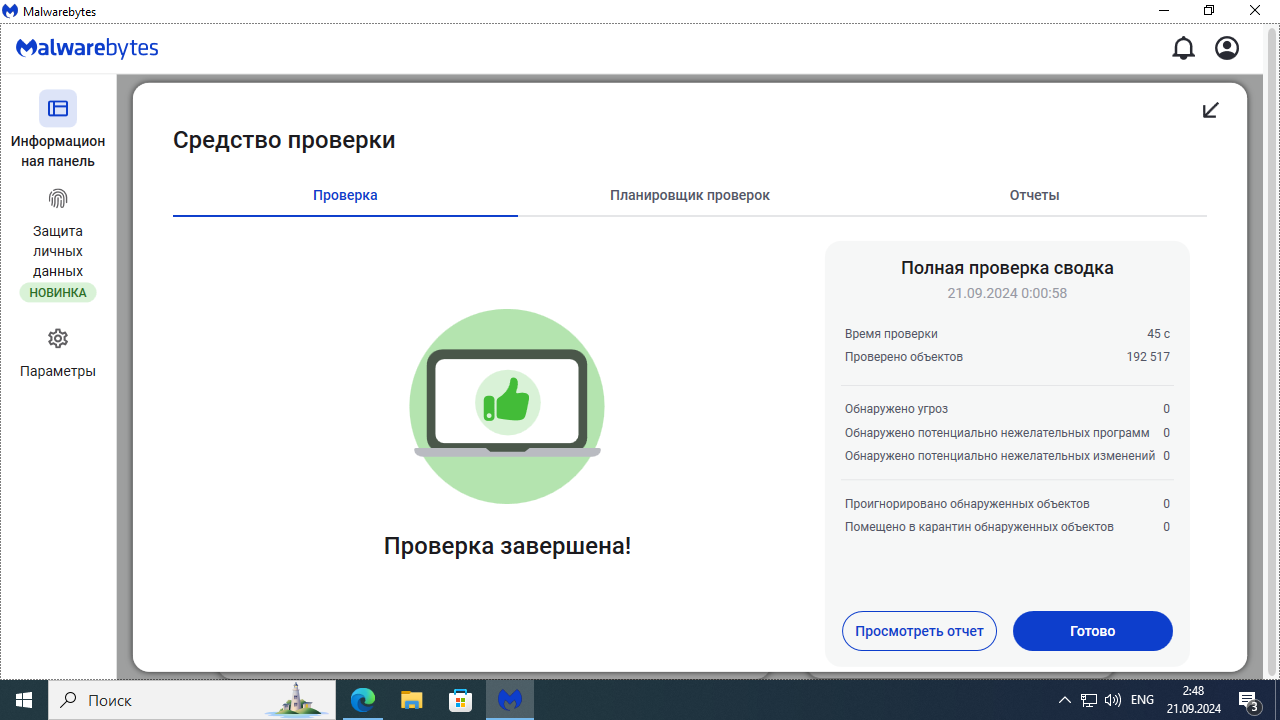 Malwarebytes
Malwarebytes
Информацион
ная панель
Защита
личных
данных
НОВИНКА
Параметры
Средство проверки
Проверка
Планировщик проверок
Отчеты
Проверка завершена!
Полная проверка сводка
21.09.2024 0:00:58
Время проверки 45 с
Проверено объектов 192 517
Обнаружено угроз 0
Обнаружено потенциально нежелательных программ 0
Обнаружено потенциально нежелательных изменений 0
Проигнорировано обнаруженных объектов 0
Помещено в карантин обнаруженных объектов 0
Просмотреть отчет
Готово
Поиск
ENG
2:48
21.09.2024
3